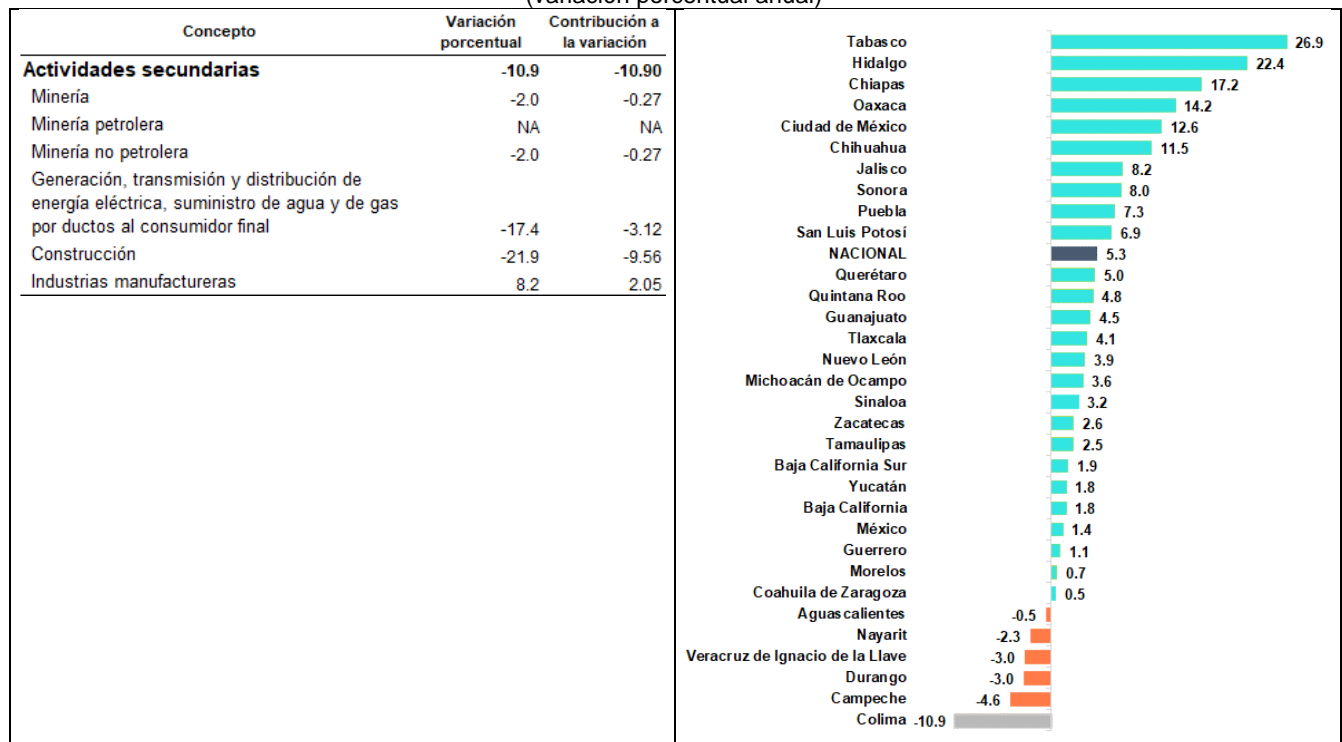 (variación porcentual anual)
Concepto Variación porcentual Contribución a la variación
Actividades secundarias -10.9 -10.90
Minería -2.0 -0.27
Minería petrolera NA NA
Minería no petrolera -2.0 -0.27
Generación, transmisión y distribución de
energía eléctrica, suministro de agua y de gas
por ductos al consumidor final -17.4 -3.12
Construcción -21.9 -9.56
Industrias manufactureras 8.2 2.05
Tabasco 26.9
Hidalgo 22.4
Chiapas 17.2
Oaxaca 14.2
Ciudad de México 12.6
Chihuahua 11.5
Jalisco 8.2
Sonora 8.0
Puebla 7.3
San Luis Potosí 6.9
NACIONAL 5.3
Querétaro 5.0
Quintana Roo 4.8
Guanajuato 4.5
Tlaxcala 4.1
Nuevo León 3.9
Michoacán de Ocampo 3.6
Sinaloa 3.2
Zacatecas 2.6
Tamaulipas 2.5
Baja California Sur 1.9
Yucatán 1.8
Baja California 1.8
México 1.4
Guerrero 1.1
Morelos 0.7
Coahuila de Zaragoza 0.5
Aguascalientes -0.5
Nayarit -2.3
Veracruz de Ignacio de la Llave -3.0
Durango -3.0
Campeche -4.6
Colima -10.9